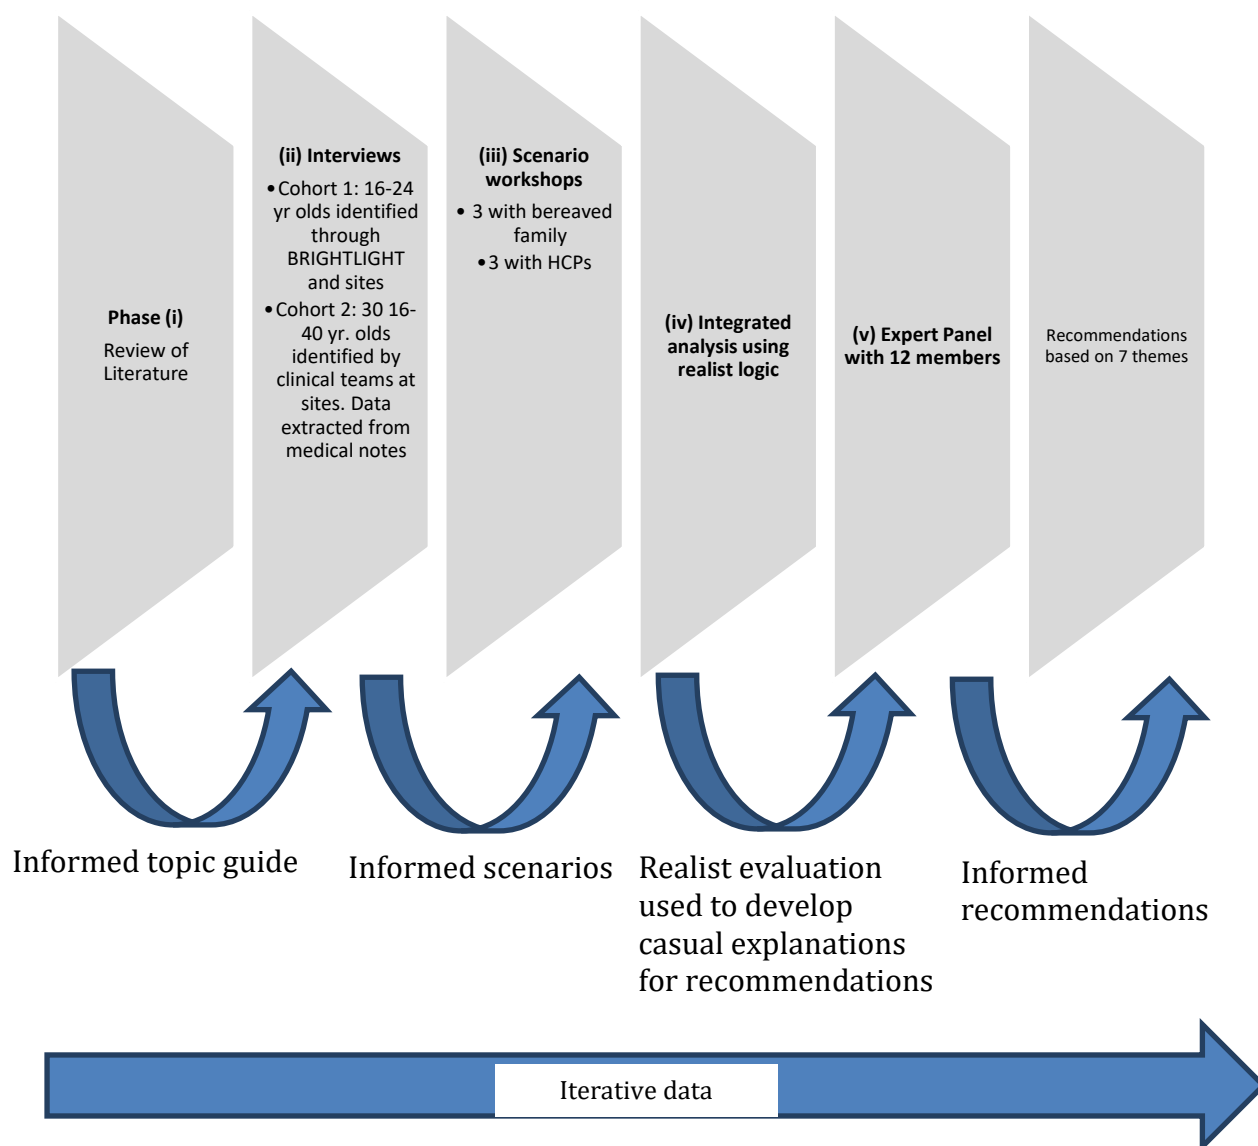 Phase (i)
Review of
Literature
(ii) Interviews
•Cohort 1: 16-24
yr olds identified
through
BRIGHTLIGHT
and sites
•Cohort 2: 30 16-
40 yr. olds
identified by
clinical teams at
sites. Data
extracted from
medical notes
(iii) Scenario
workshops
• 3 with bereaved
family
•3 with HCPs
(iv) Integrated
analysis using
realist logic
(v) Expert Panel
with 12 members
Recommendations
based on 7 themes
Informed topic guide
Informed scenarios
Realist evaluation
used to develop
casual explanations
for recommendations
Informed
recommendations
Iterative data